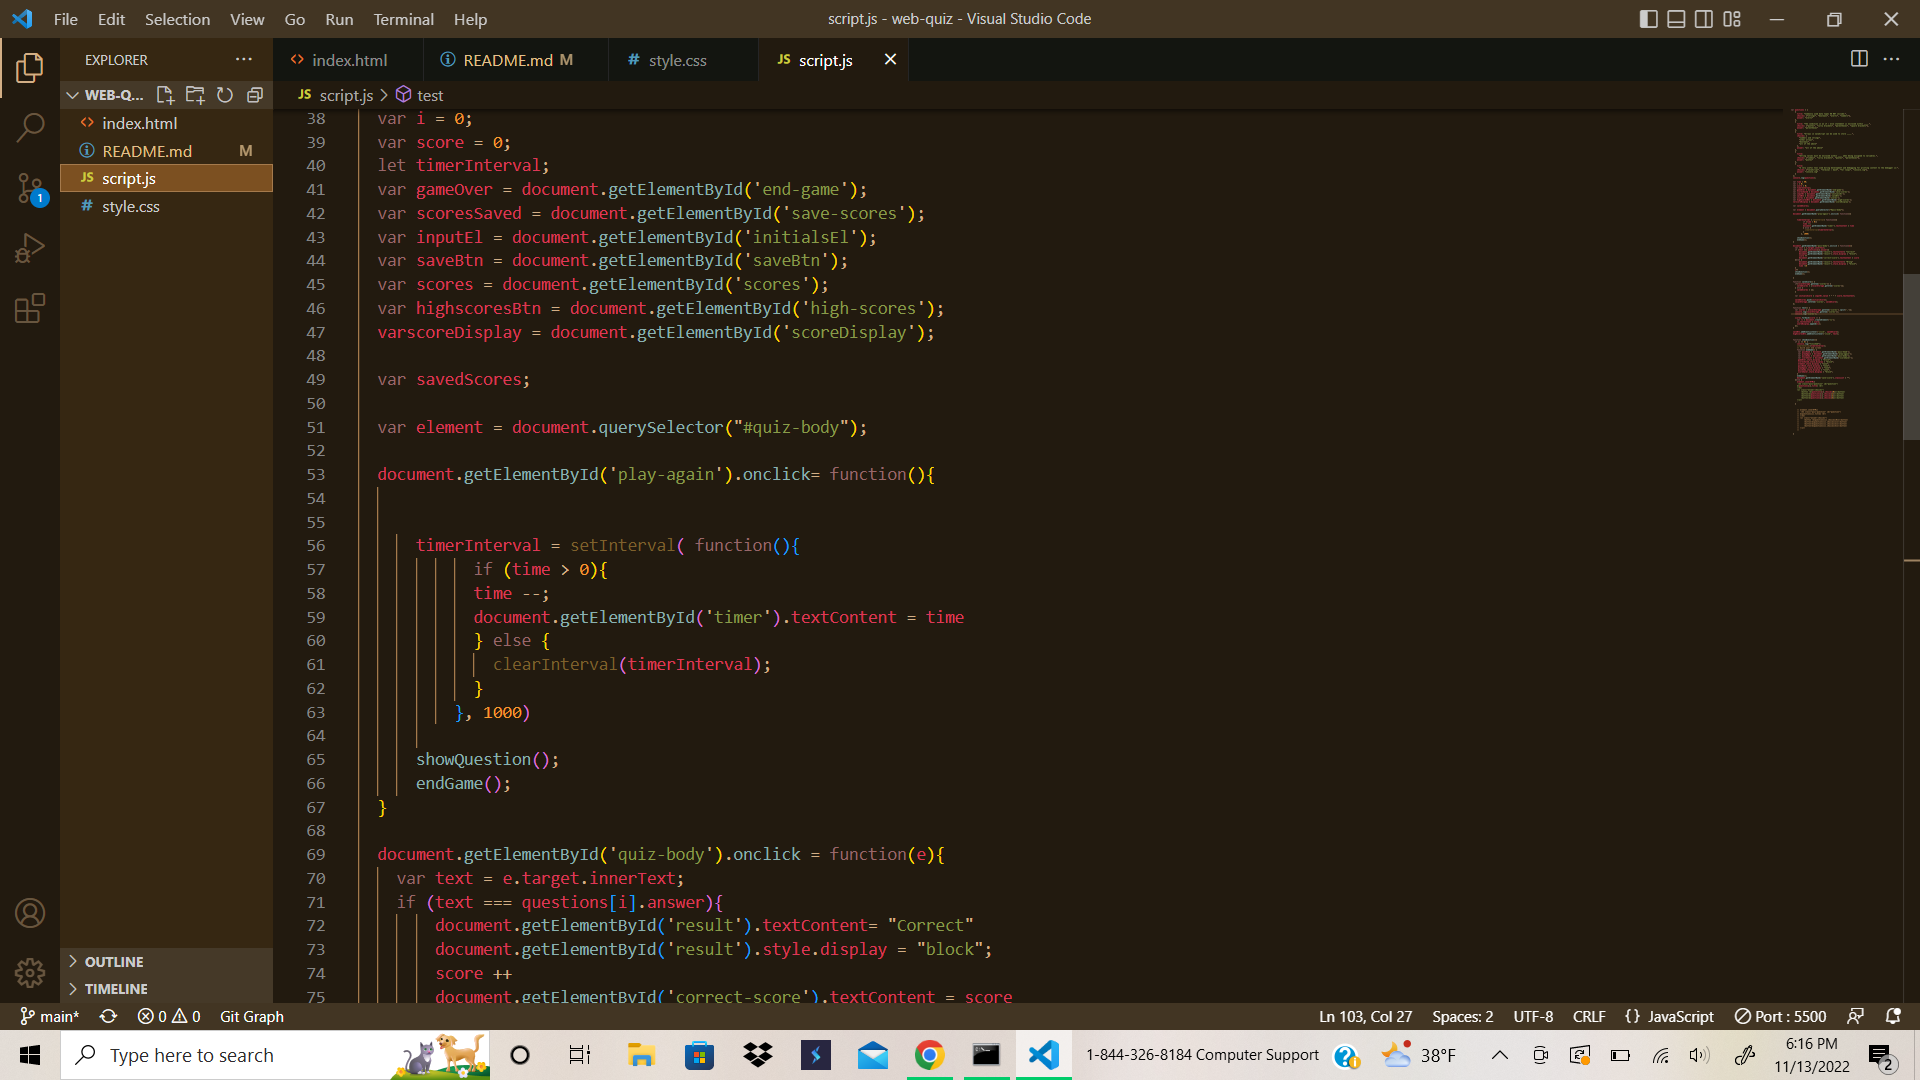 File Edit Selection View Go Run Terminal Help
script.js - web-quiz - Visual Studio Code
EXPLORER
WEB-Q...
index.html
README.md M
script.js
style.css
OUTLINE
TIMELINE
index.html
README.md M
style.css
JS script.js
JS script.js > test
38 var i = 0;
39 var score = 0;
40 let timerInterval;
41 var gameOver = document.getElementById('end-game');
42 var scoresSaved = document.getElementById('save-scores');
43 var inputEl = document.getElementById('initialsEl');
44 var saveBtn = document.getElementById('saveBtn');
45 var scores = document.getElementById('scores');
46 var highscoresBtn = document.getElementById('high-scores');
47 varscoreDisplay = document.getElementById('scoreDisplay');
48
49 var savedScores;
50
51 var element = document.querySelector("#quiz-body");
52
53 document.getElementById('play-again').onclick= function(){
54
55
56 timerInterval = setInterval( function(){
57 if (time > 0){
58 time --;
59 document.getElementById('timer').textContent = time
60 } else {
61 clearInterval(timerInterval);
62 }
63 }, 1000)
64
65 showQuestion();
66 endGame();
67 }
68
69 document.getElementById('quiz-body').onclick = function(e){
70 var text = e.target.innerText;
71 if (text === questions[i].answer){
72 document.getElementById('result').textContent= "Correct"
73 document.getElementById('result').style.display = "block";
74 score ++
75 document.getElementById('correct-score').textContent = score
main* 0 0 Git Graph
Ln 103, Col 27 Spaces: 2 UTF-8 CRLF {} JavaScript Port : 5500
Type here to search
1-844-326-8184 Computer Support
38°F
6:16 PM
11/13/2022
2
1